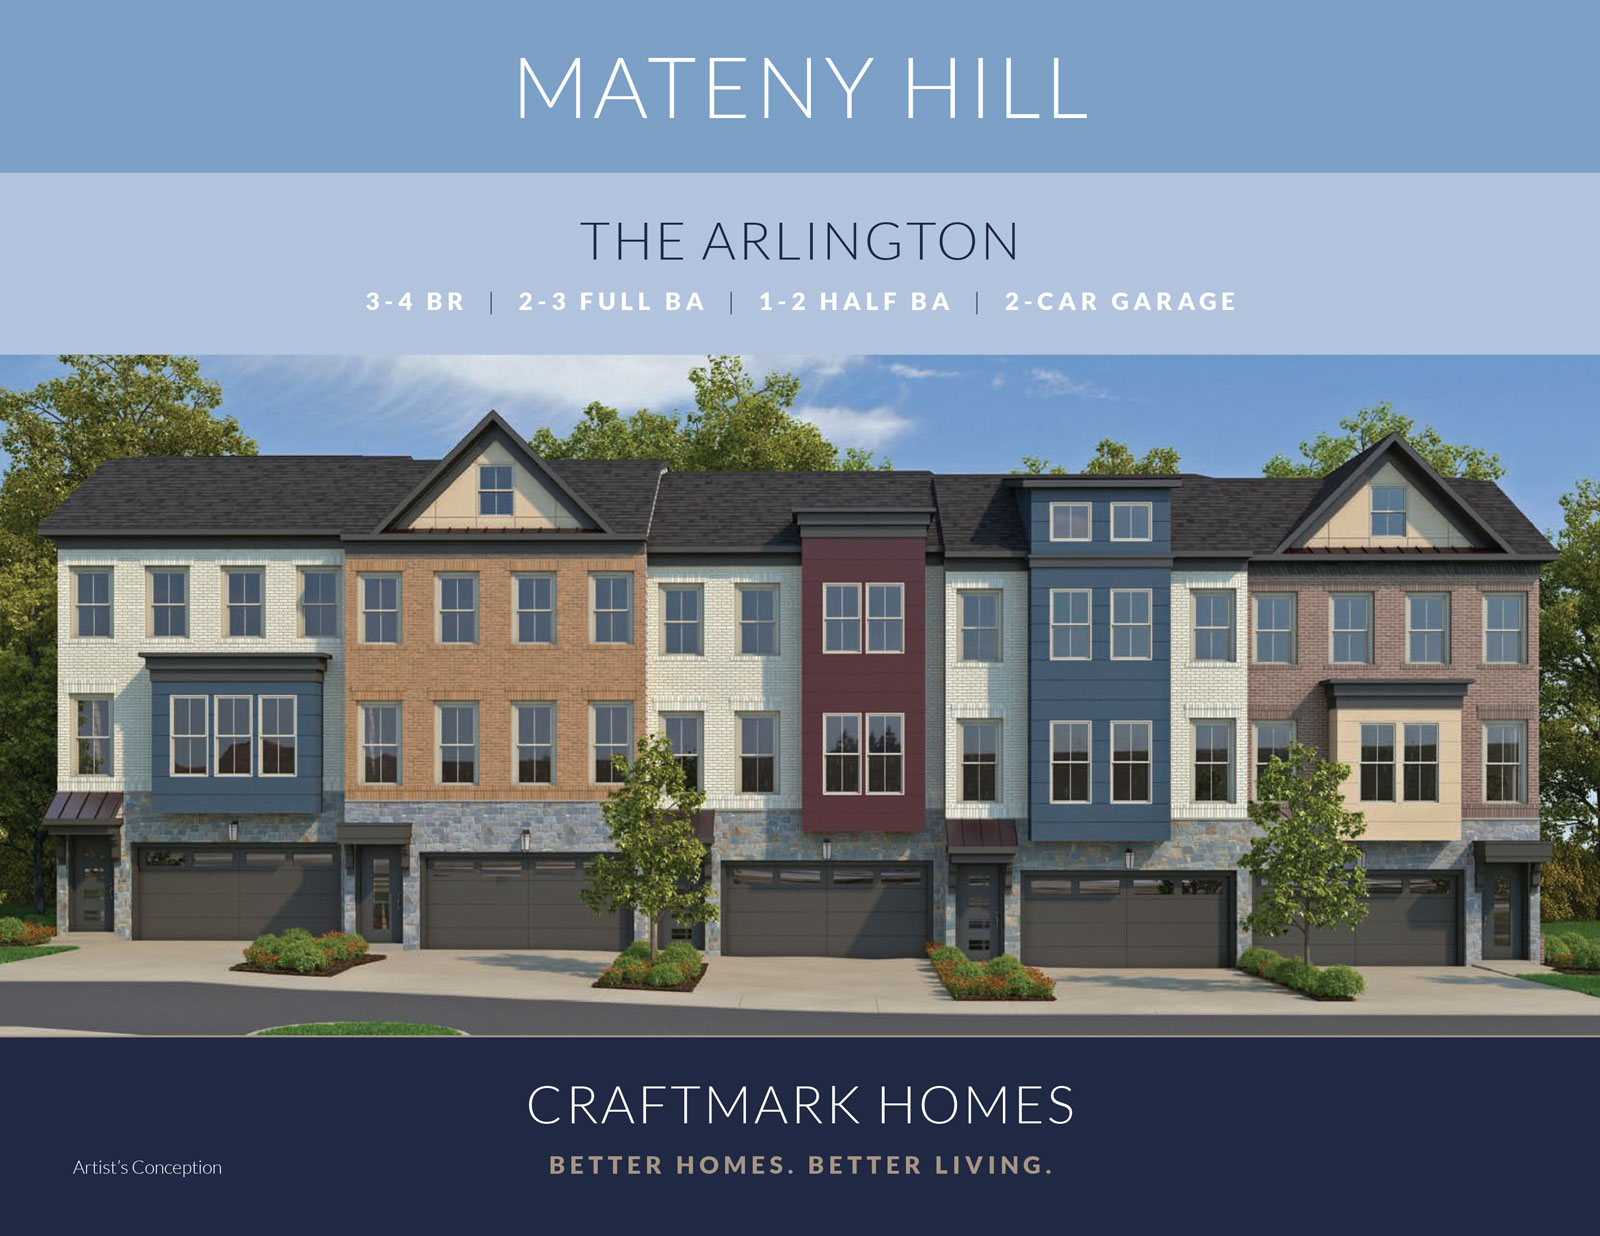 MATENY HILL
THE ARLINGTON
3-4 BR | 2-3 FULL BA | 1-2 HALF BA | 2-CAR GARAGE
CRAFTMARK HOMES
BETTER HOMES. BETTER LIVING.
Artist's Conception